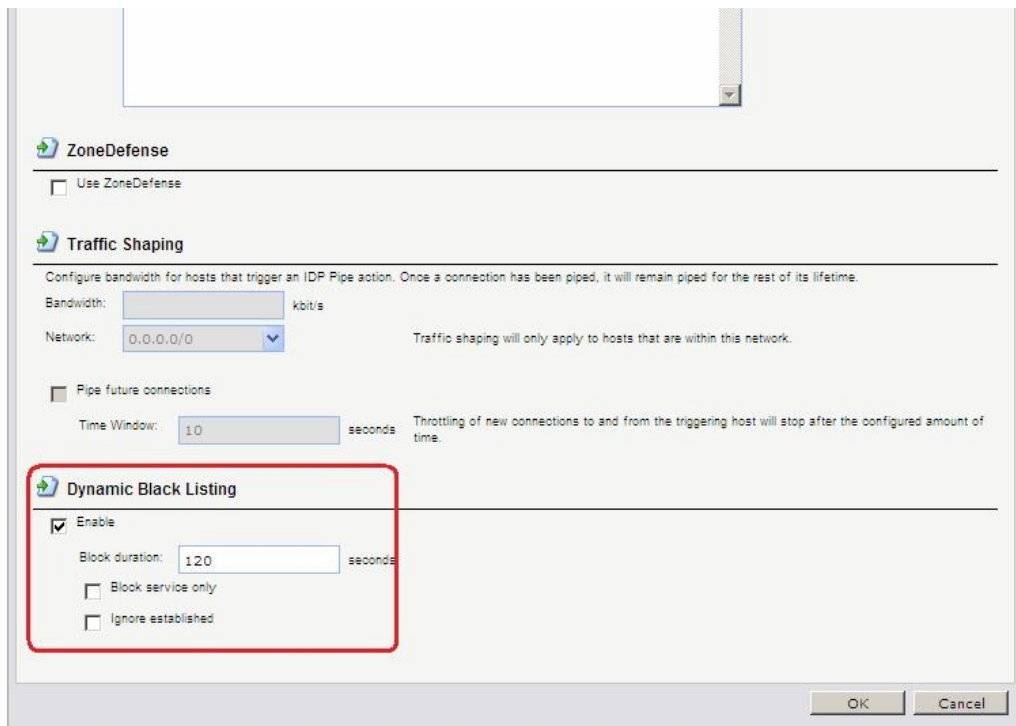 ZoneDefense
Use ZoneDefense
Traffic Shaping
Configure bandwidth for hosts that trigger an IDP Pipe action. Once a connection has been piped, it will remain piped for the rest of its lifetime.
Bandwidth: kbit/s
Network: 0.0.0.0/0 Traffic shaping will only apply to hosts that are within this network.
Pipe future connections
Time Window: 10 seconds Throttling of new connections to and from the triggering host will stop after the configured amount of
time.
Dynamic Black Listing
Enable
Block duration: 120 seconds
Block service only
Ignore established
OK Cancel